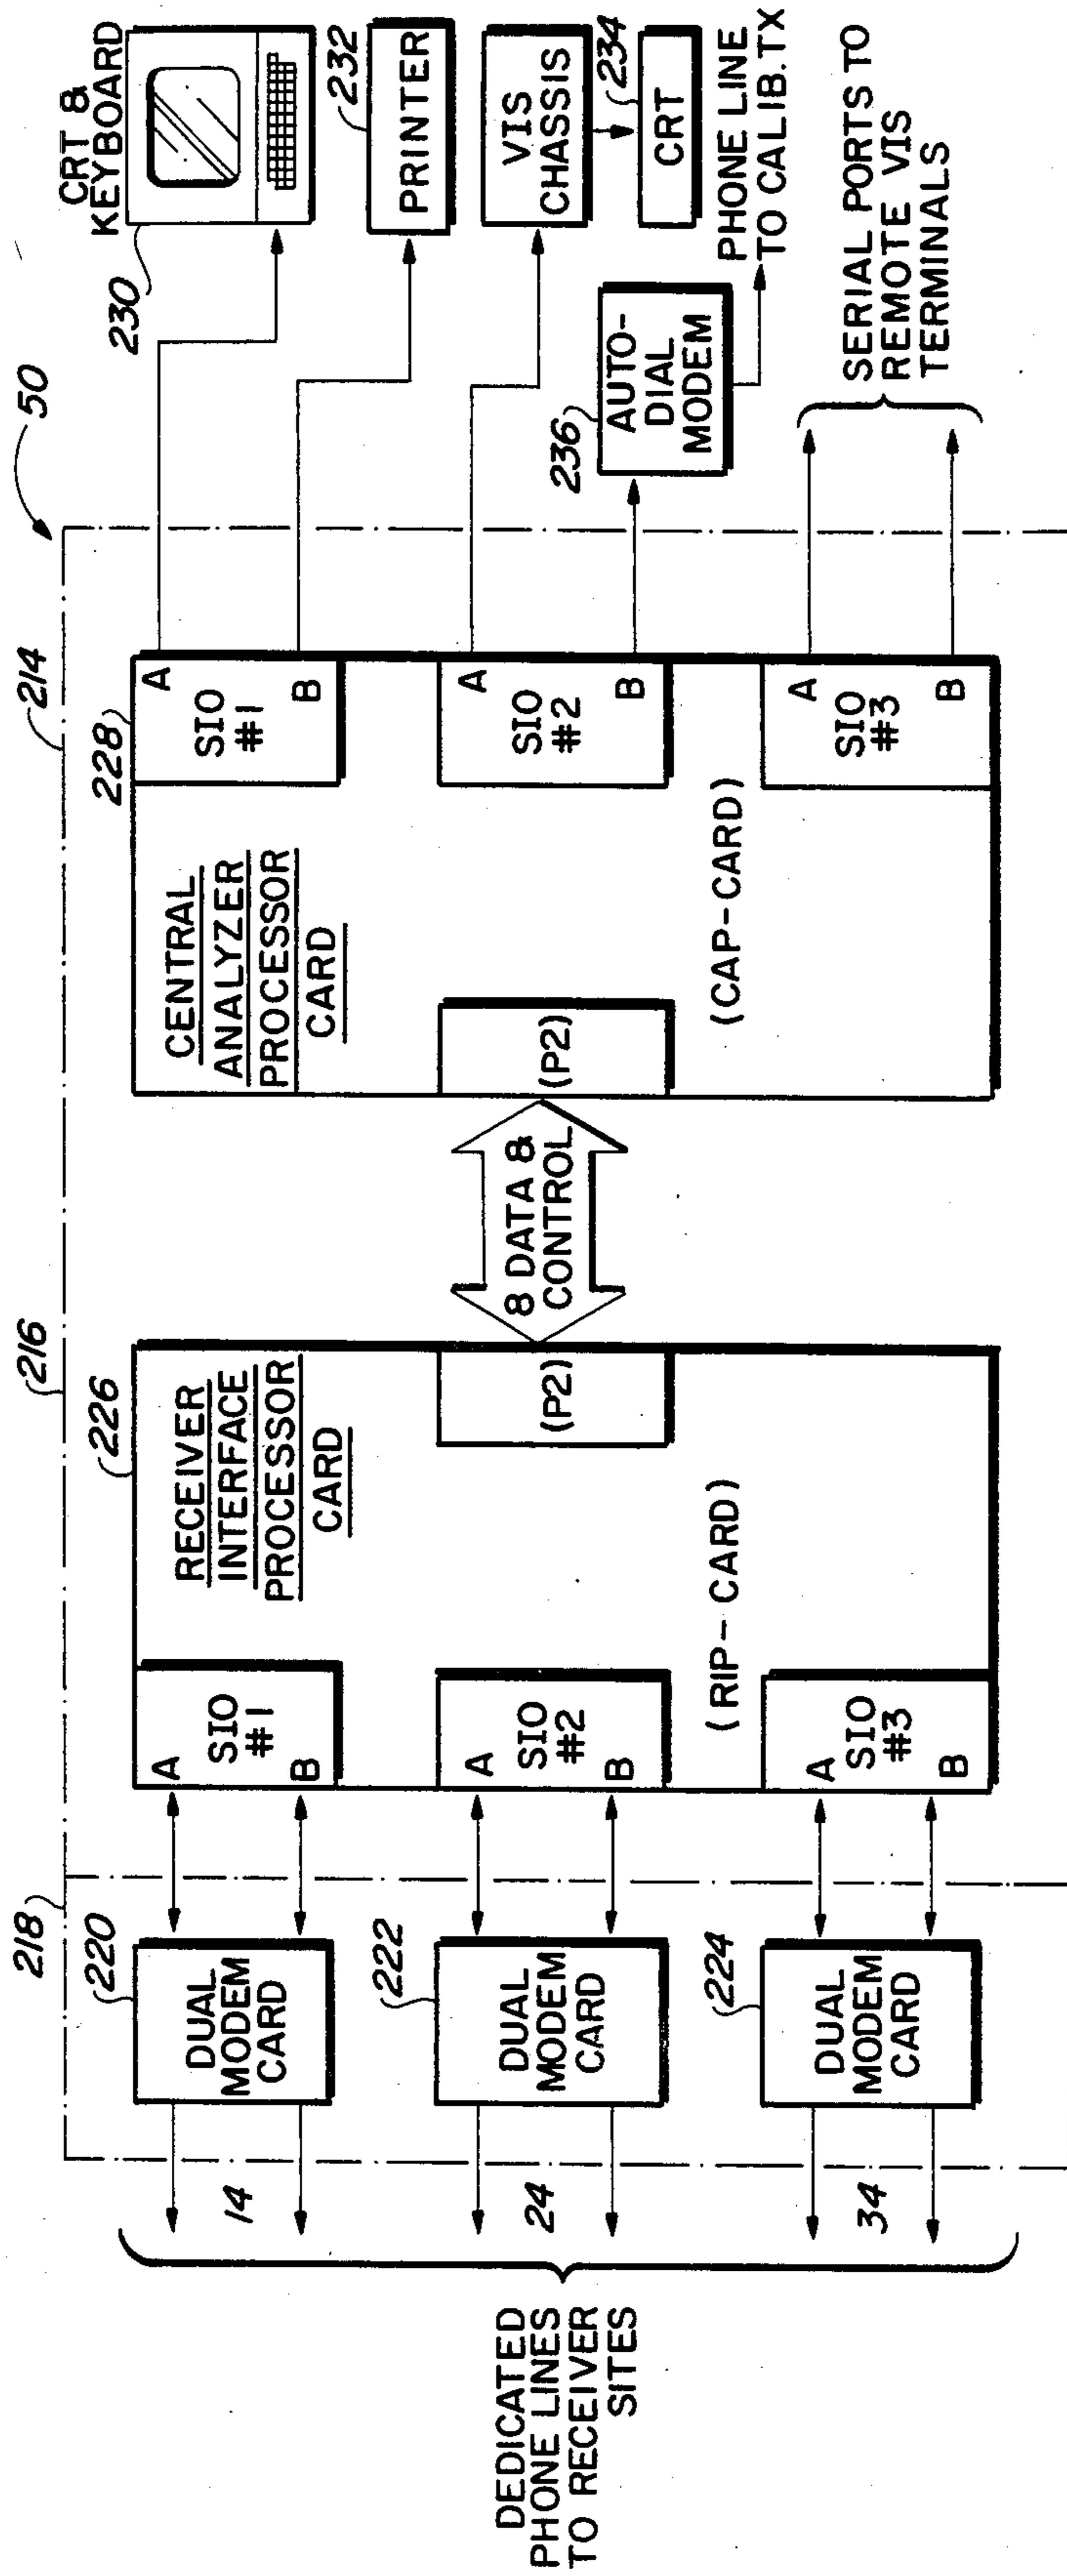 50
214
216
218
DEDICATED
PHONE LINES
TO RECEIVER
SITES
14
24
34
220
DUAL
MODEM
CARD
222
DUAL
MODEM
CARD
224
DUAL
MODEM
CARD
226
RECEIVER
INTERFACE
PROCESSOR
CARD
A
SIO
#1
B
A
SIO
#2
B
A
SIO
#3
B
(P2)
(RIP-CARD)
8 DATA &
CONTROL
CENTRAL
ANALYZER
PROCESSOR
CARD
(P2)
(CAP-CARD)
228
A
SIO
#1
B
A
SIO
#2
B
A
SIO
#3
B
CRT &
KEYBOARD
230
232
PRINTER
VIS
CHASSIS
234
CRT
236
AUTO-
DIAL
MODEM
PHONE LINE
TO CALIB.TX
SERIAL PORTS TO
REMOTE VIS
TERMINALS